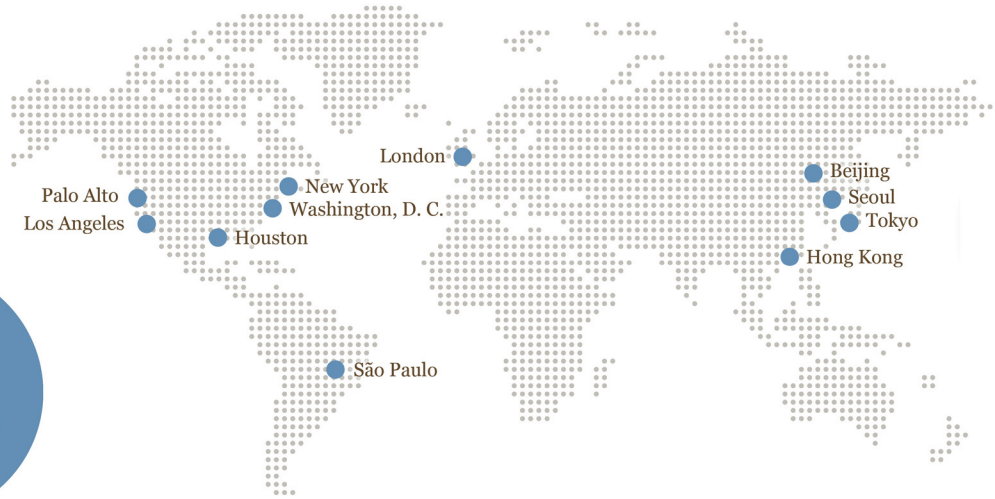 London
Palo Alto
New York
Washington, D. C.
Los Angeles
Houston
Beijing
Seoul
Tokyo
Hong Kong
São Paulo